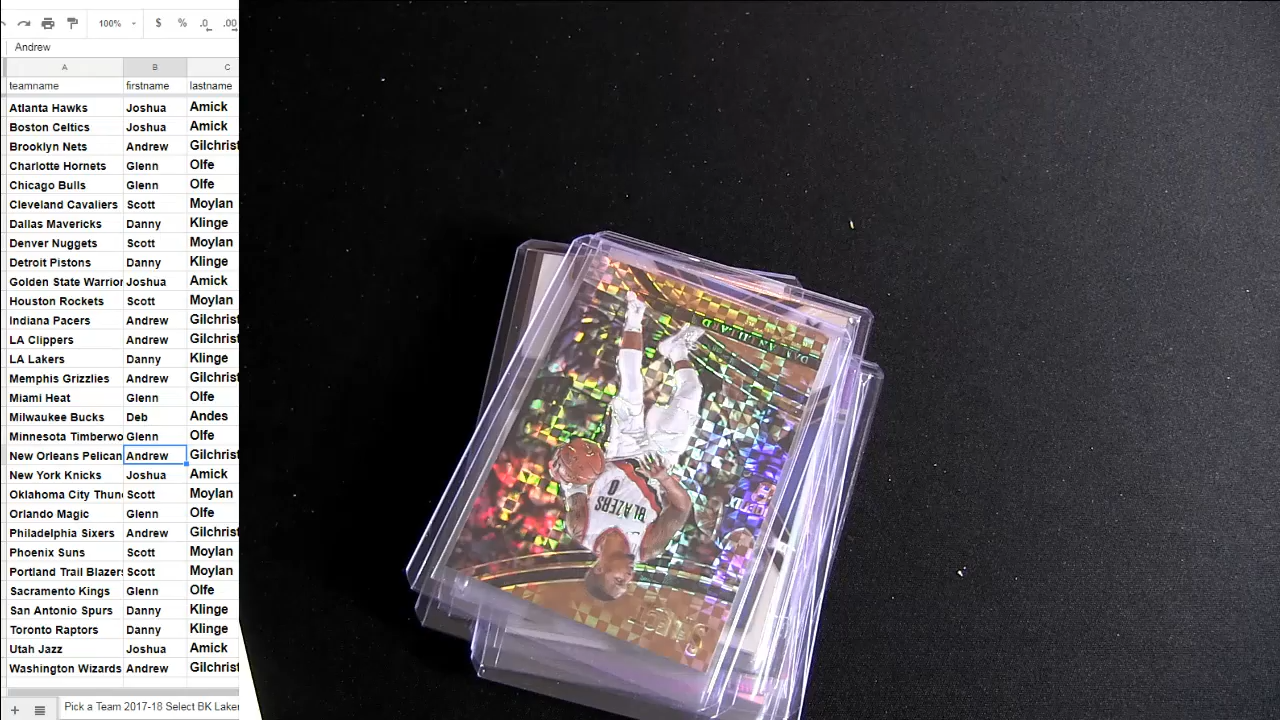 100% $ % .0 .00
Andrew
A B C
teamname firstname lastname
Atlanta Hawks Joshua Amick
Boston Celtics Joshua Amick
Brooklyn Nets Andrew Gilchrist
Charlotte Hornets Glenn Olfe
Chicago Bulls Glenn Olfe
Cleveland Cavaliers Scott Moylan
Dallas Mavericks Danny Klinge
Denver Nuggets Scott Moylan
Detroit Pistons Danny Klinge
Golden State Warrior Joshua Amick
Houston Rockets Scott Moylan
Indiana Pacers Andrew Gilchrist
LA Clippers Andrew Gilchrist
LA Lakers Danny Klinge
Memphis Grizzlies Andrew Gilchrist
Miami Heat Glenn Olfe
Milwaukee Bucks Deb Andes
Minnesota Timberwo Glenn Olfe
New Orleans Pelican Andrew Gilchrist
New York Knicks Joshua Amick
Oklahoma City Thun Scott Moylan
Orlando Magic Glenn Olfe
Philadelphia Sixers Andrew Gilchrist
Phoenix Suns Scott Moylan
Portland Trail Blazers Scott Moylan
Sacramento Kings Glenn Olfe
San Antonio Spurs Danny Klinge
Toronto Raptors Danny Klinge
Utah Jazz Joshua Amick
Washington Wizards Andrew Gilchrist
Pick a Team 2017-18 Select BK Laker
SELECT
BLAZERS
0
DAMIAN LILLARD